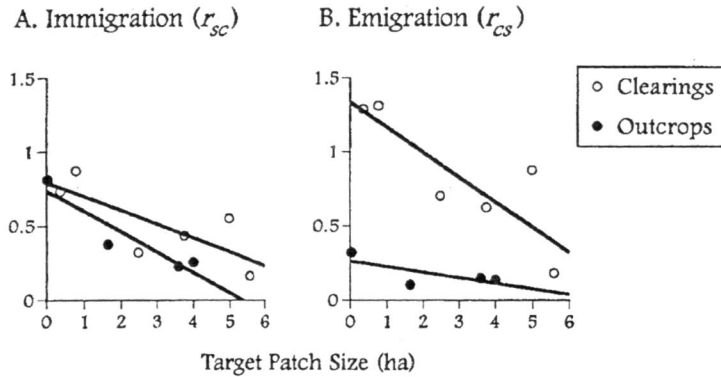 A. Immigration (r_sc)
B. Emigration (r_cs)
1.5
1
0.5
0
0 1 2 3 4 5 6
1.5
1
0.5
0
0 1 2 3 4 5 6
Clearings
Outcrops
Target Patch Size (ha)